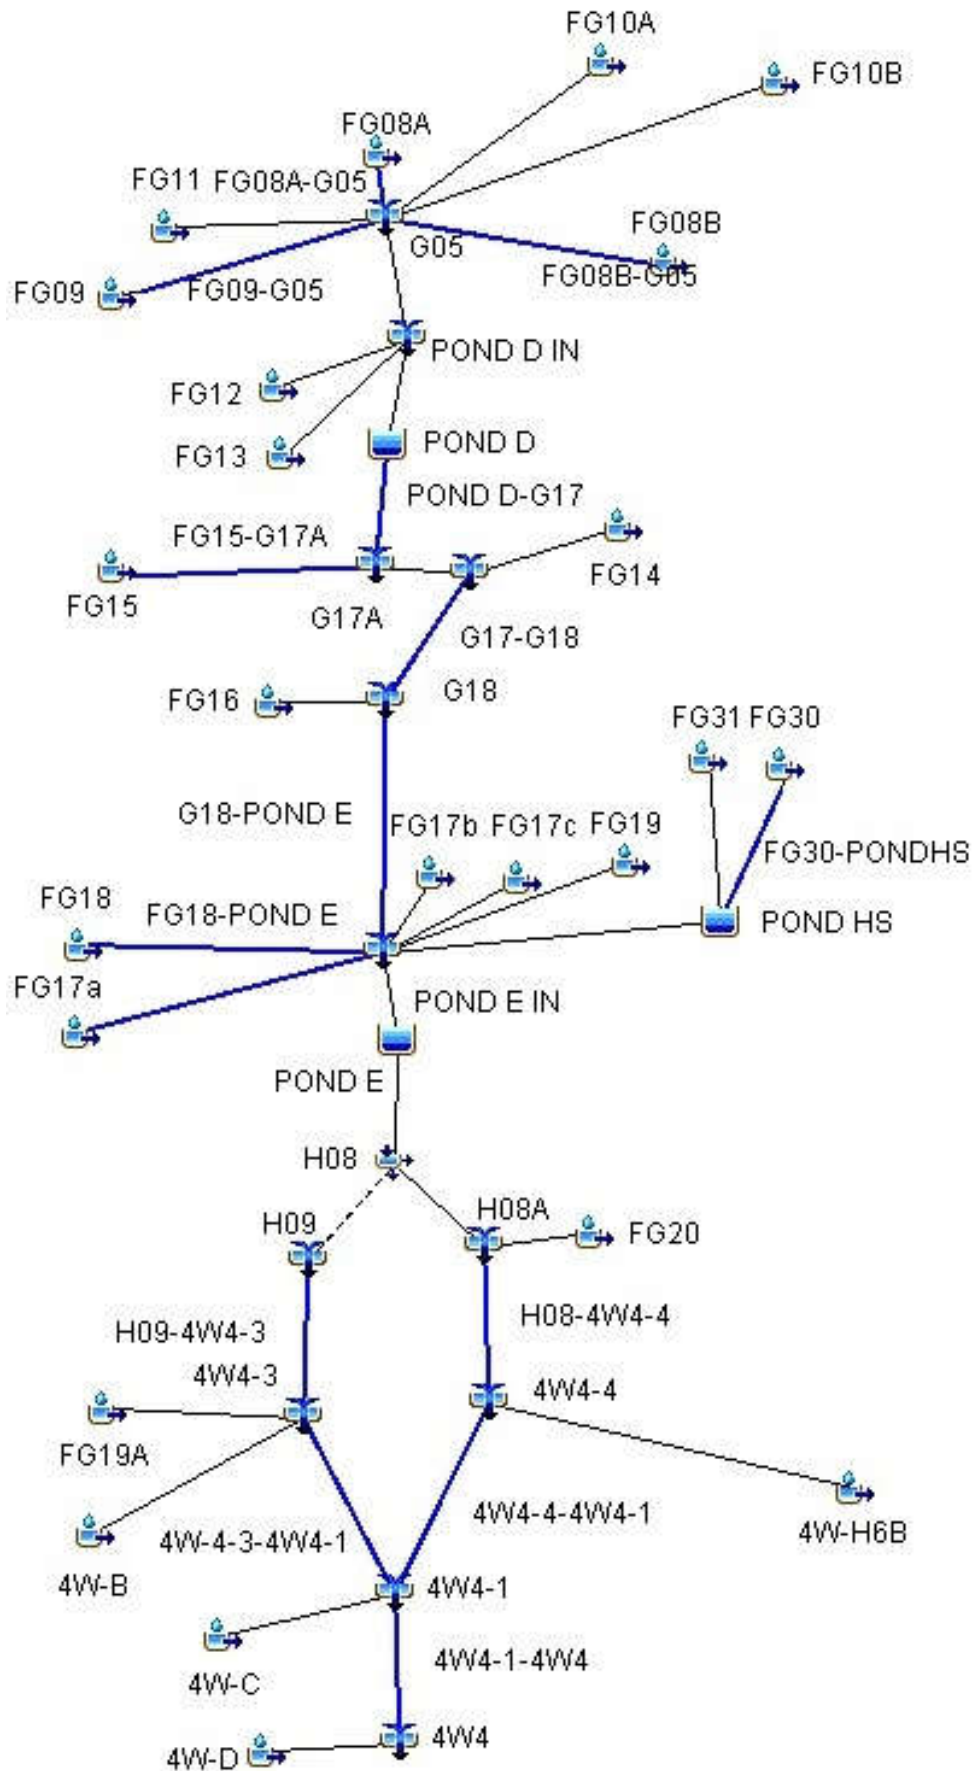 FG10A
FG10B
FG08A
FG11
FG08A-G05
FG08B
G05
FG08B-G05
FG09
FG09-G05
POND D IN
FG12
FG13
POND D
POND D-G17
FG15-G17A
FG14
FG15
G17A
G17-G18
G18
FG16
FG31
FG30
G18-POND E
FG17b
FG17c
FG19
FG30-PONDHS
FG18
FG18-POND E
POND HS
FG17a
POND E IN
POND E
H08
H09
H08A
FG20
H09-4W4-3
H08-4W4-4
4W4-3
4W4-4
FG19A
4W-4-3-4W4-1
4W4-4-4W4-1
4W-H6B
4W-B
4W4-1
4W-C
4W4-1-4W4
4W4
4W-D